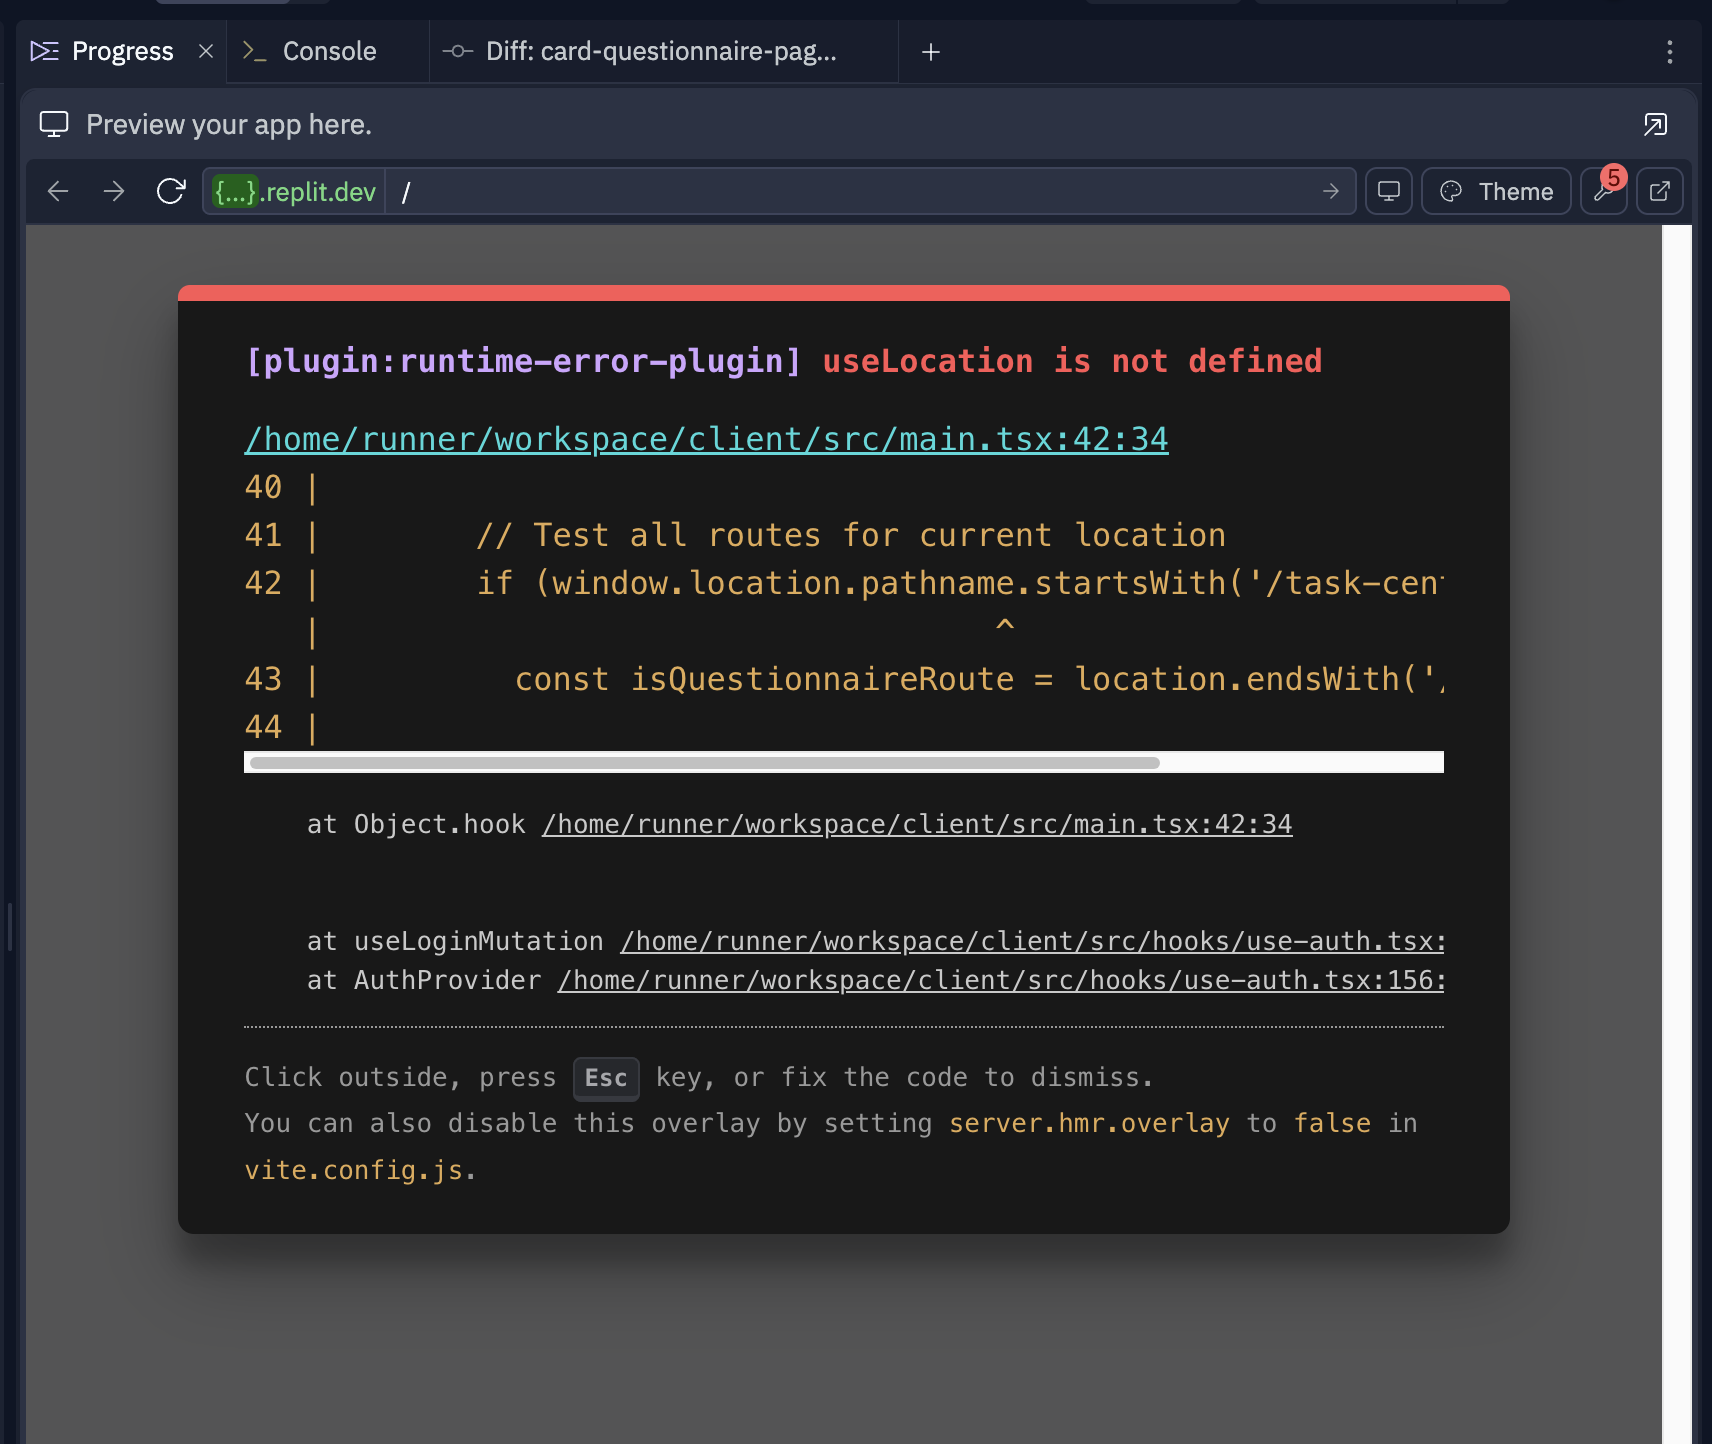 Progress
Console
Diff: card-questionnaire-pag...
Preview your app here.
{...}.replit.dev /
Theme
5
[plugin:runtime-error-plugin] useLocation is not defined
/home/runner/workspace/client/src/main.tsx:42:34
40 |
41 |        // Test all routes for current location
42 |        if (window.location.pathname.startsWith('/task-cen
   |                                   ^
43 |          const isQuestionnaireRoute = location.endsWith('/
44 |
at Object.hook /home/runner/workspace/client/src/main.tsx:42:34
at useLoginMutation /home/runner/workspace/client/src/hooks/use-auth.tsx:
at AuthProvider /home/runner/workspace/client/src/hooks/use-auth.tsx:156:
Click outside, press Esc key, or fix the code to dismiss.
You can also disable this overlay by setting server.hmr.overlay to false in
vite.config.js.